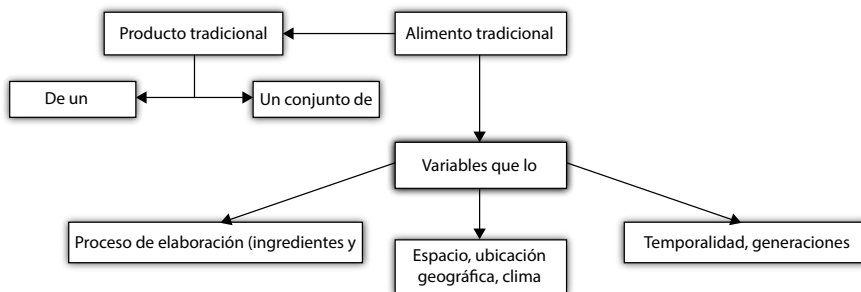 Producto tradicional
Alimento tradicional
De un
Un conjunto de
Variables que lo
Proceso de elaboración (ingredientes y
Espacio, ubicación
geográfica, clima
Temporalidad, generaciones